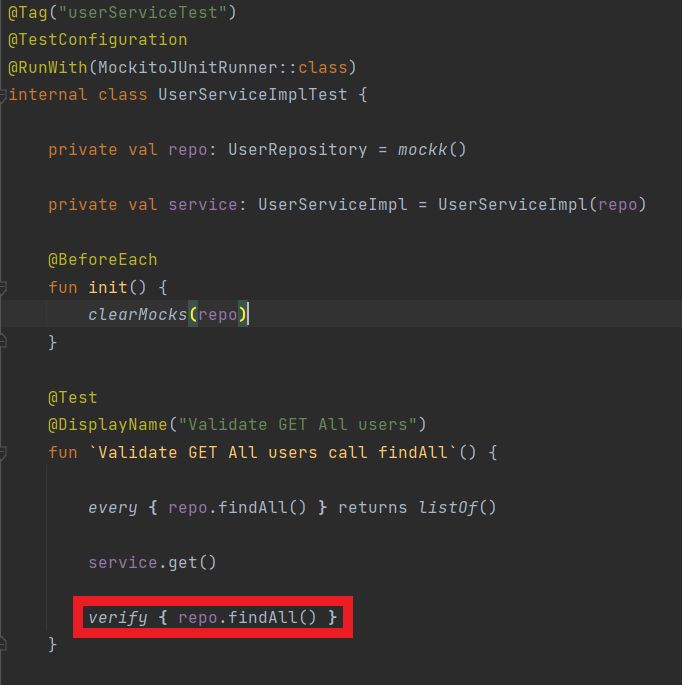 @Tag("userServiceTest")
@TestConfiguration
@RunWith(MockitoJUnitRunner::class)
internal class UserServiceImplTest {
private val repo: UserRepository = mockk()
private val service: UserServiceImpl = UserServiceImpl(repo)
@BeforeEach
fun init() {
clearMocks(repo)
}
@Test
@DisplayName("Validate GET All users")
fun `Validate GET All users call findAll`() {
every { repo.findAll() } returns listOf()
service.get()
verify { repo.findAll() }
}